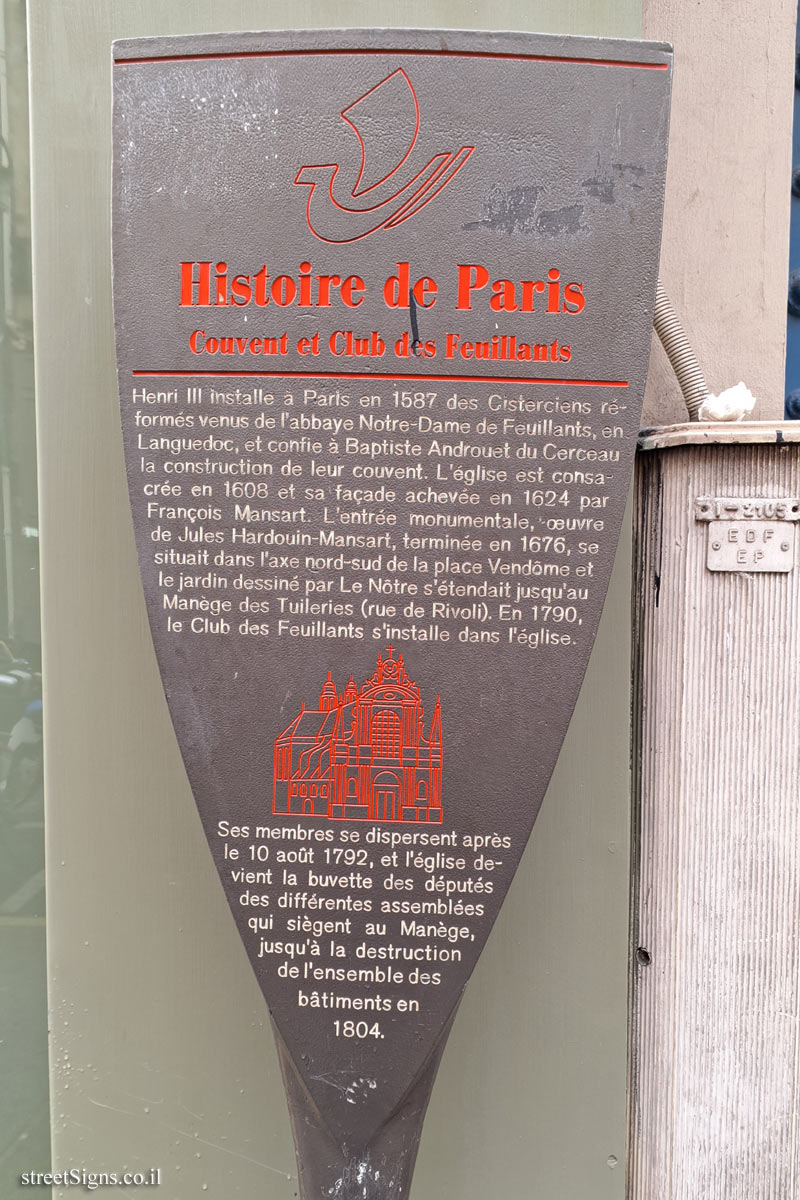 Histoire de Paris
Couvent et Club des Feuillants
Henri III installe à Paris en 1587 des Cisterciens ré-
formés venus de l'abbaye Notre-Dame de Feuillants, en
Languedoc, et confie à Baptiste Androuet du Cerceau
la construction de leur couvent. L'église est consa-
crée en 1608 et sa façade achevée en 1624 par
François Mansart. L'entrée monumentale, œuvre
de Jules Hardouin-Mansart, terminée en 1676, se
situait dans l'axe nord-sud de la place Vendôme et
le jardin dessiné par Le Nôtre s'étendait jusqu'au
Manège des Tuileries (rue de Rivoli). En 1790,
le Club des Feuillants s'installe dans l'église.
Ses membres se dispersent après
le 10 août 1792, et l'église de-
vient la buvette des députés
des différentes assemblées
qui siègent au Manège,
jusqu'à la destruction
de l'ensemble des
bâtiments en
1804.
1-2105
EDF
EP
streetSigns.co.il